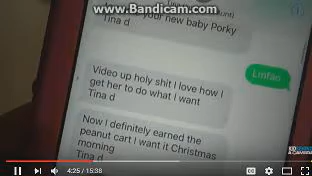 www.Bandicam.com
your new baby Porky
Tina d
Lmfao
Video up holy shit I love how I
get her to do what I want
Tina d
Now I definitely earned the
peanut cart I want it Christmas
morning
Tina d
4:25 / 15:38